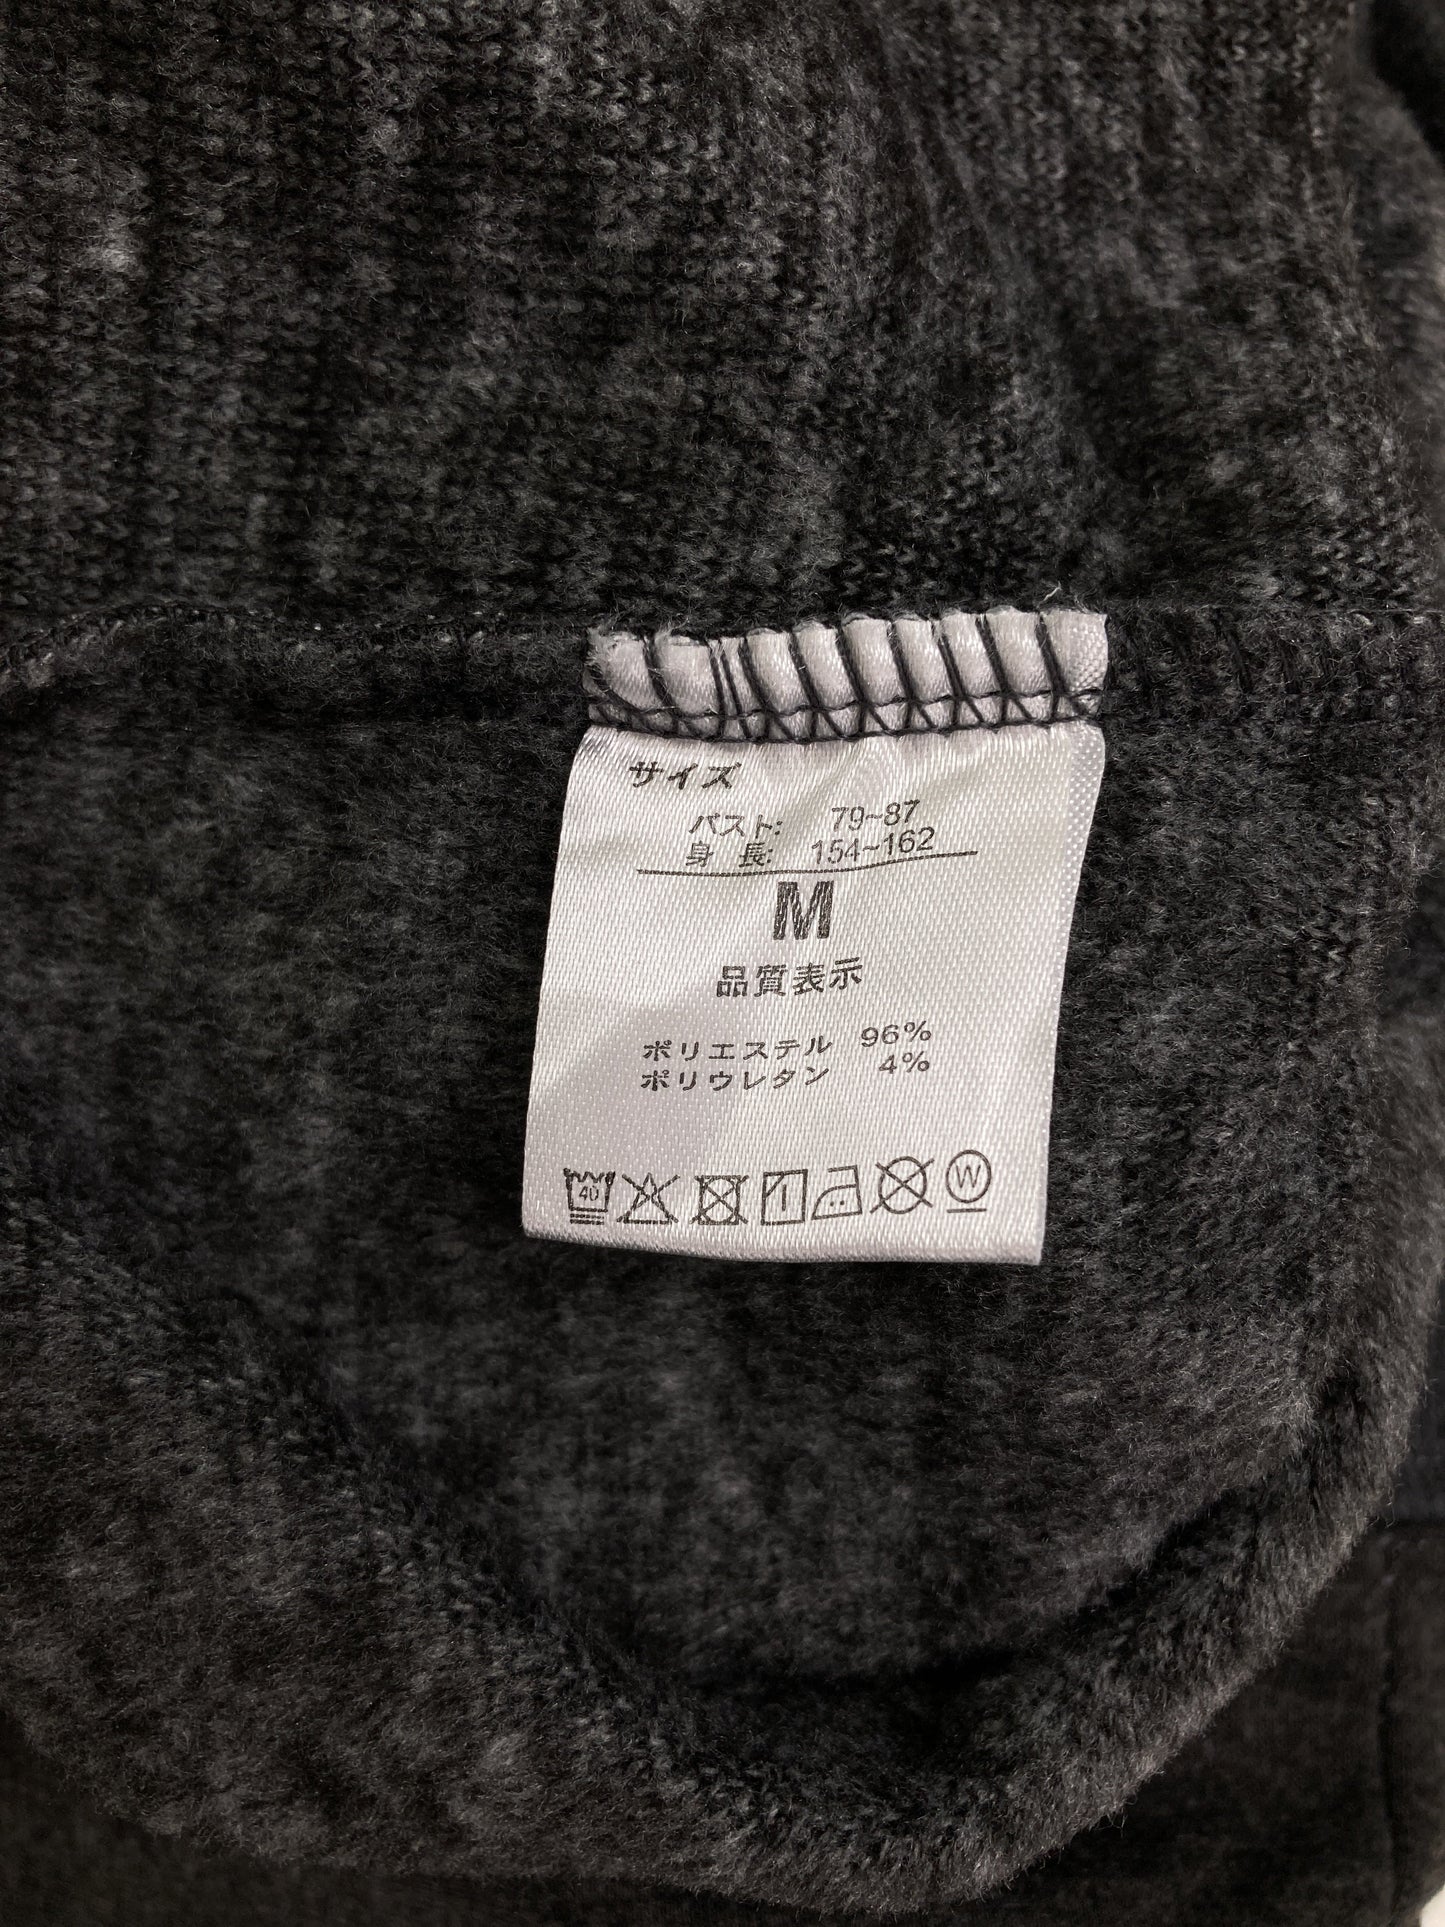 サイズ
バスト: 79~87
身 長: 154~162
M
品質表示
ポリエステル 96%
ポリウレタン 4%
40 W